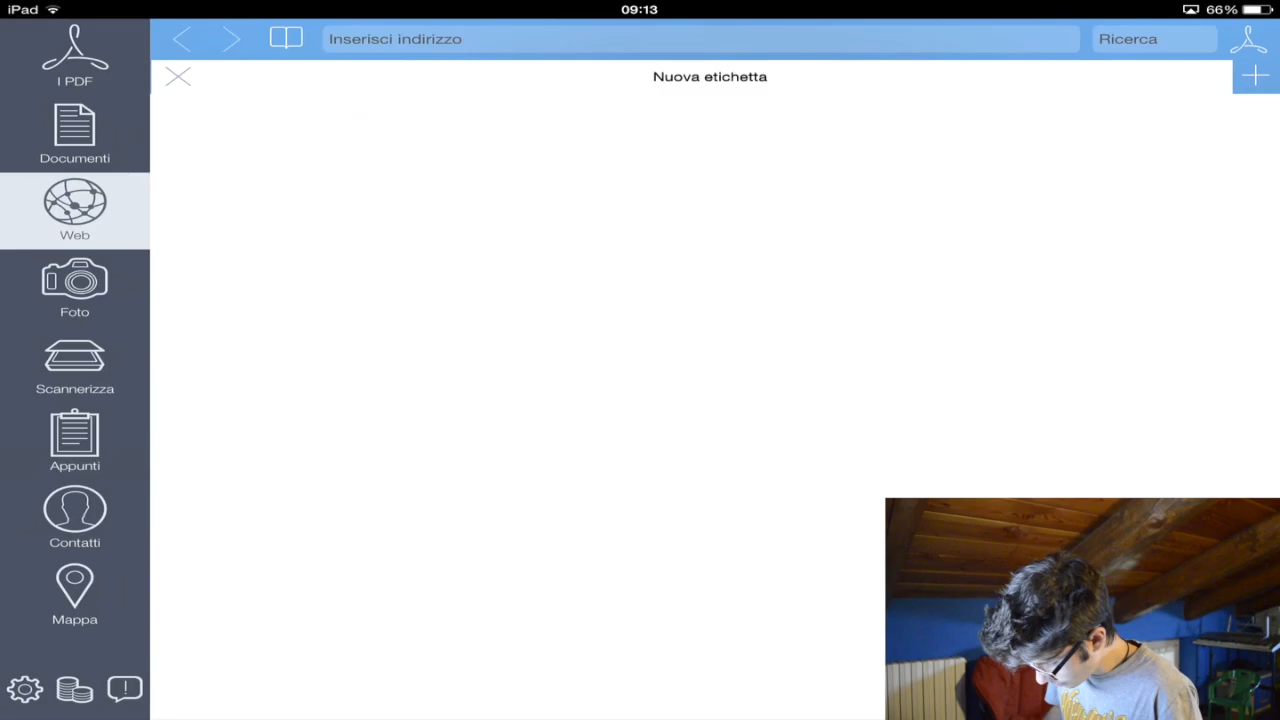 iPad 09:13 66%
I PDF
Inserisci indirizzo Ricerca
Nuova etichetta
Documenti
Web
Foto
Scannerizza
Appunti
Contatti
Mappa